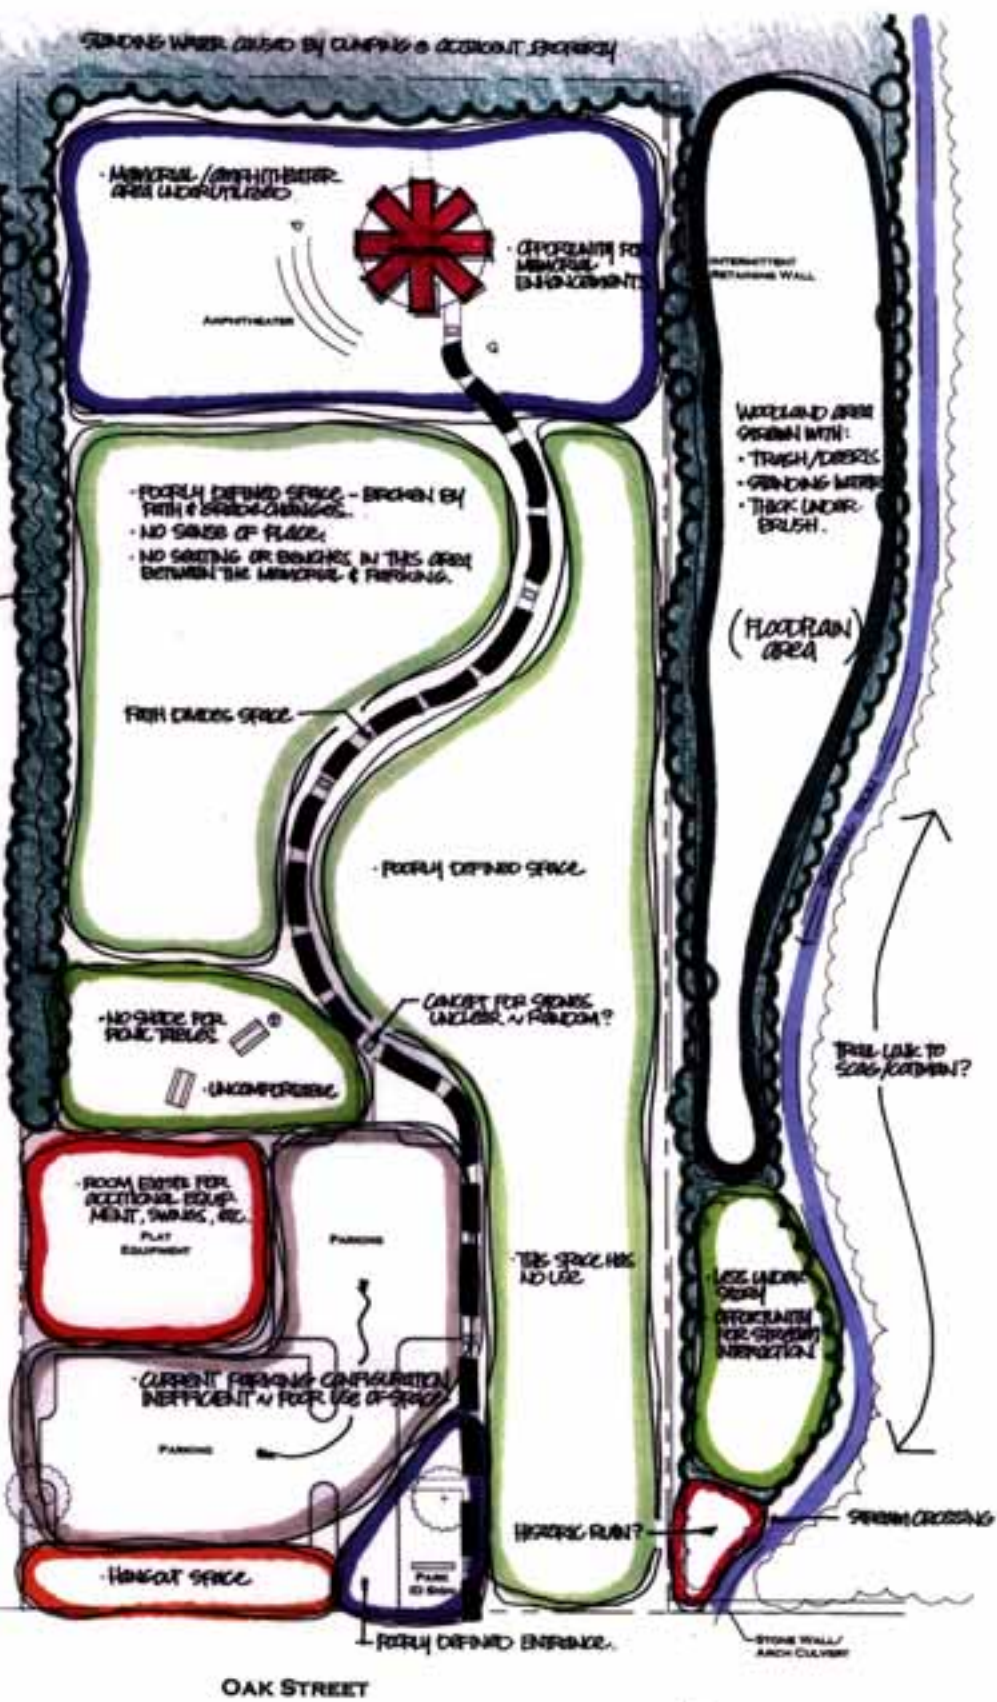 STANDING WATER CAUSED BY DUMPING @ ADJACENT PROPERTY
· MEMORIAL/AMPHITHEATER
AREA UNDERUTILIZED
· OPPORTUNITY FOR
MEMORIAL
ENHANCEMENTS
AMPHITHEATER
INTERMITTENT
RETAINING WALL
WOODLAND AREA
STREWN WITH:
· TRASH/DEBRIS
· STANDING WATER
· THICK UNDER-
BRUSH.
(FLOODPLAIN)
AREA
· POORLY DEFINED SPACE - BROKEN BY
PATH & GRADE CHANGES.
· NO SENSE OF PLACE.
· NO SEATING OR BENCHES IN THIS AREA
BETWEEN THE MEMORIAL & PARKING.
PATH DIVIDES SPACE
· POORLY DEFINED SPACE
CONCEPT FOR STONES
UNCLEAR ~ RANDOM?
· NO SHADE FOR
PICNIC TABLES
· UNCOMFORTABLE
TRAIL LINK TO
· ROOM EXISTS FOR
ADDITIONAL EQUIP-
MENT, SWINGS, ETC.
PLAY
EQUIPMENT
PARKING
· THIS SPACE HAS
NO USE
· LESS UNDER
STORY
OPPORTUNITY
FOR STREAM
INTERACTION
· CURRENT PARKING CONFIGURATION
INEFFICIENT ~ POOR USE OF SPACE
PARKING
HISTORIC RUIN?
STREAM CROSSING
· HANGOUT SPACE
PARK
ID SIGN
POORLY DEFINED ENTRANCE.
STONE WALL/
ARCH CULVERT
OAK STREET